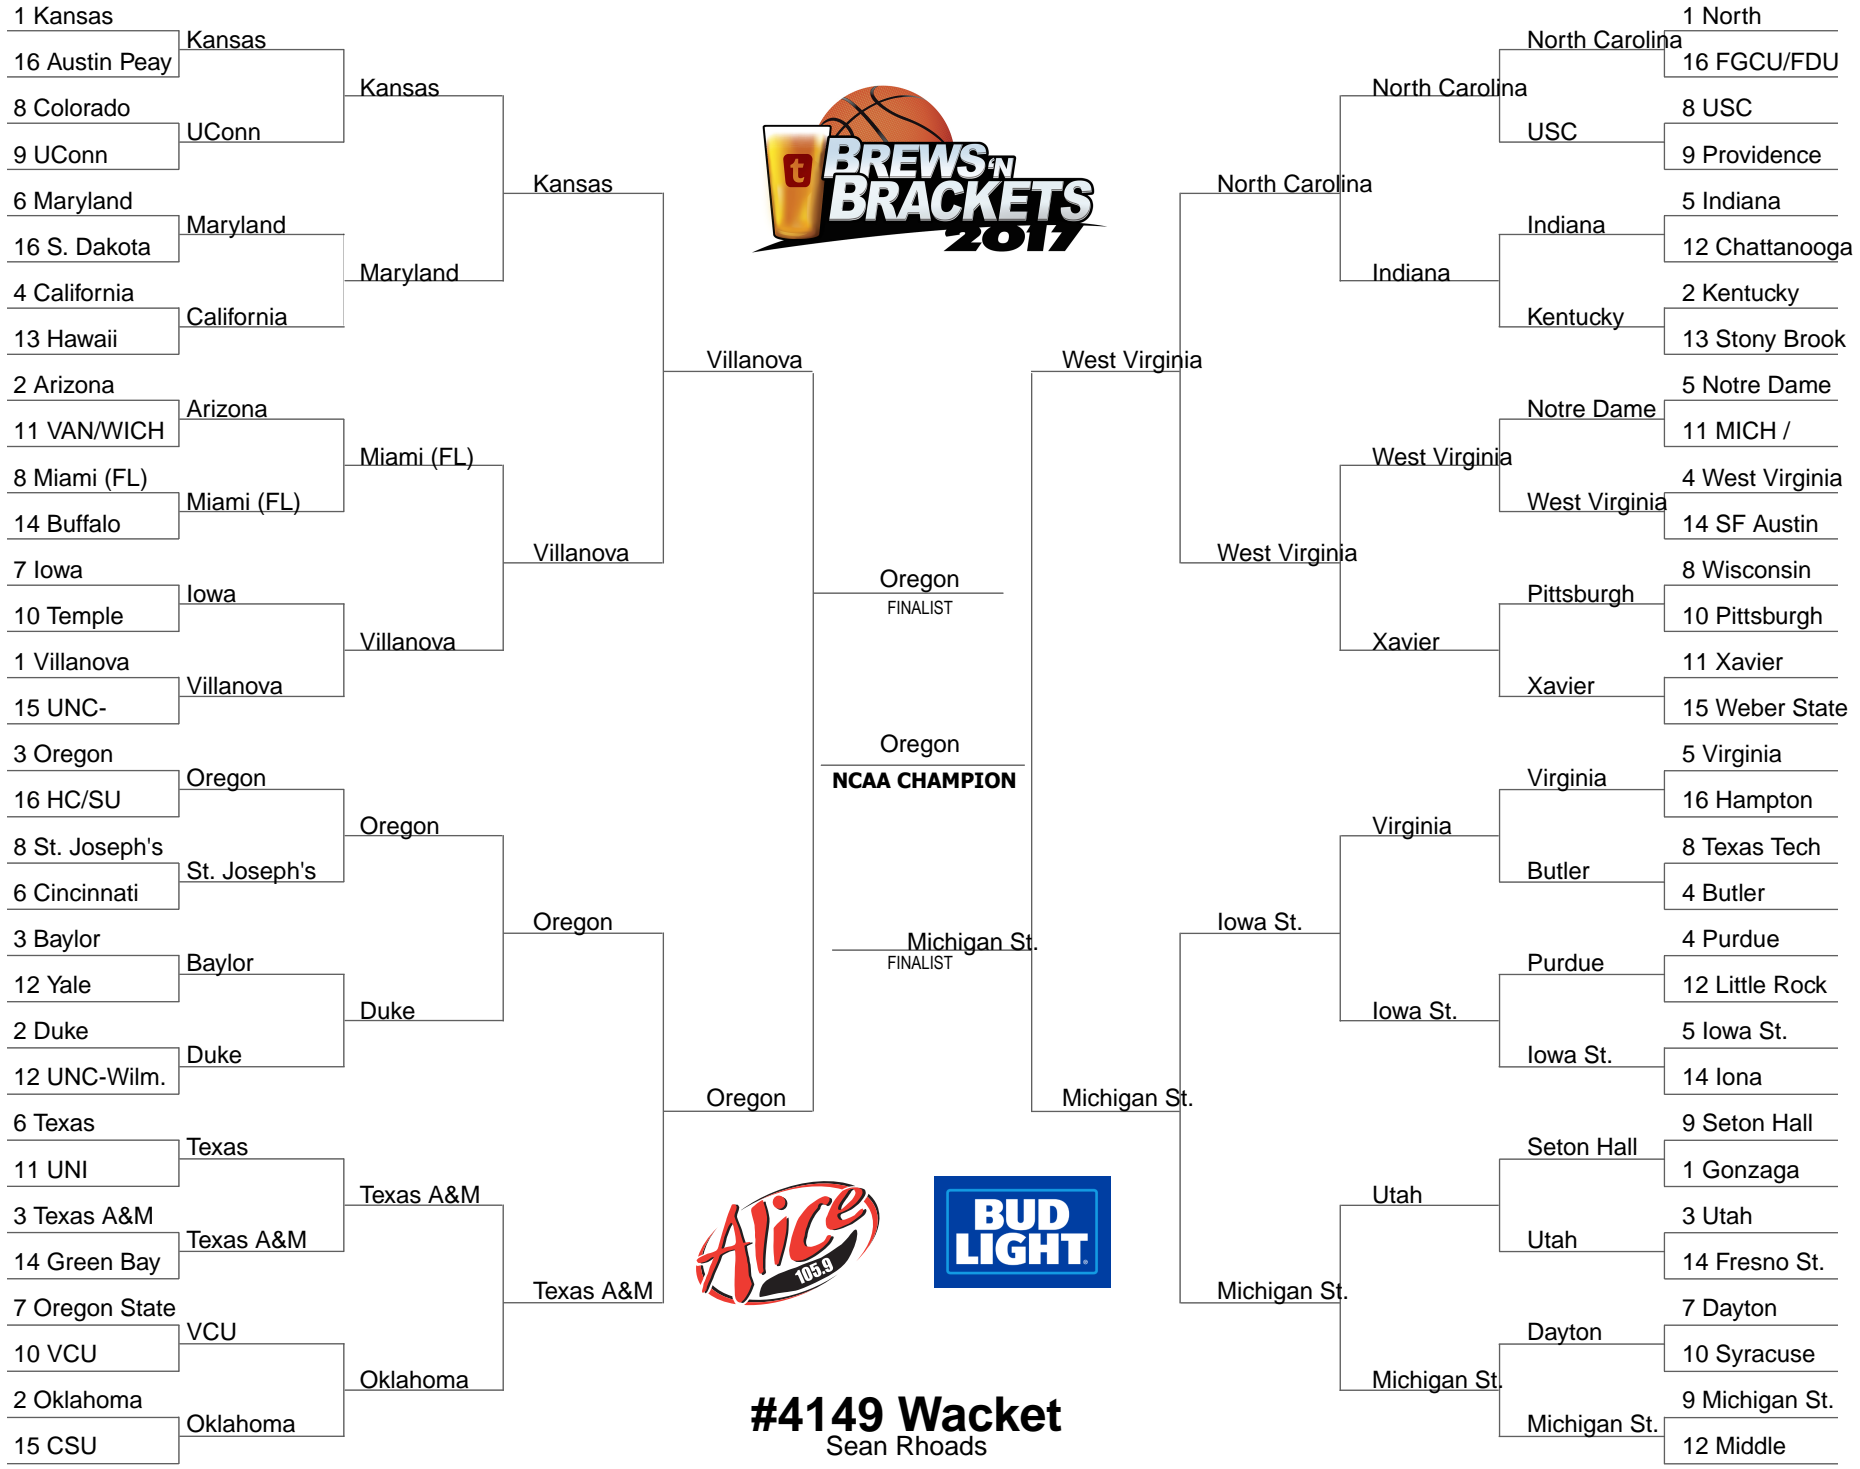 1 Kansas
16 Austin Peay
8 Colorado
9 UConn
6 Maryland
16 S. Dakota
4 California
13 Hawaii
2 Arizona
11 VAN/WICH
8 Miami (FL)
14 Buffalo
7 Iowa
10 Temple
1 Villanova
15 UNC-
3 Oregon
16 HC/SU
8 St. Joseph's
6 Cincinnati
3 Baylor
12 Yale
2 Duke
12 UNC-Wilm.
6 Texas
11 UNI
3 Texas A&M
14 Green Bay
7 Oregon State
10 VCU
2 Oklahoma
15 CSU
Kansas
UConn
Maryland
California
Arizona
Miami (FL)
Iowa
Villanova
Oregon
St. Joseph's
Baylor
Duke
Texas
Texas A&M
VCU
Oklahoma
Kansas
Maryland
Miami (FL)
Villanova
Oregon
Duke
Texas A&M
Oklahoma
Kansas
Villanova
Oregon
Texas A&M
Villanova
Oregon
t
BREWS 'N
BRACKETS
2017
Oregon
FINALIST
Oregon
NCAA CHAMPION
Michigan St.
FINALIST
Alice
105.9
BUD
LIGHT
#4149 Wacket
Sean Rhoads
West Virginia
Michigan St.
North Carolina
West Virginia
Iowa St.
Michigan St.
North Carolina
Indiana
West Virginia
Xavier
Virginia
Iowa St.
Utah
Michigan St.
North Carolina
USC
Indiana
Kentucky
Notre Dame
West Virginia
Pittsburgh
Xavier
Virginia
Butler
Purdue
Iowa St.
Seton Hall
Utah
Dayton
Michigan St.
1 North
16 FGCU/FDU
8 USC
9 Providence
5 Indiana
12 Chattanooga
2 Kentucky
13 Stony Brook
5 Notre Dame
11 MICH /
4 West Virginia
14 SF Austin
8 Wisconsin
10 Pittsburgh
11 Xavier
15 Weber State
5 Virginia
16 Hampton
8 Texas Tech
4 Butler
4 Purdue
12 Little Rock
5 Iowa St.
14 Iona
9 Seton Hall
1 Gonzaga
3 Utah
14 Fresno St.
7 Dayton
10 Syracuse
9 Michigan St.
12 Middle